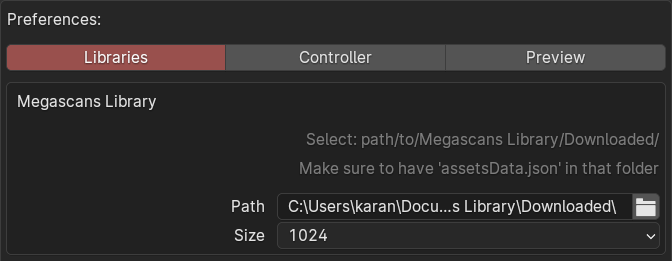 Preferences:
Libraries Controller Preview
Megascans Library
Select: path/to/Megascans Library/Downloaded/
Make sure to have 'assetsData.json' in that folder
Path C:\Users\karan\Docu...s Library\Downloaded\
Size 1024